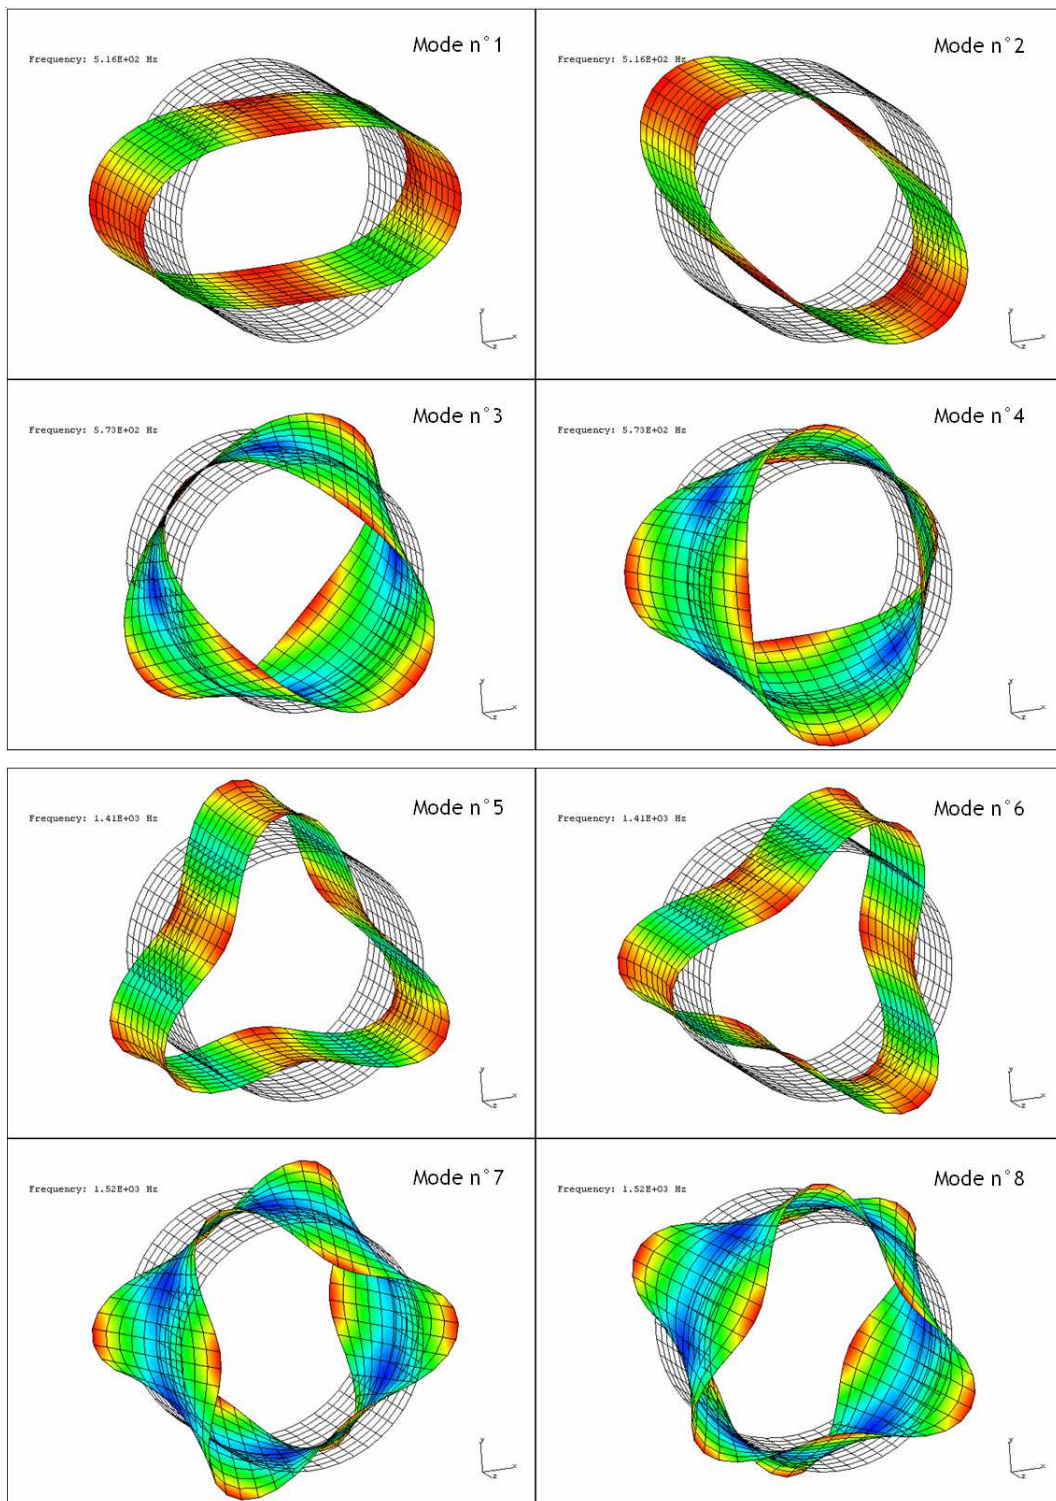 Mode n°1
Frequency: 5.16E+02 Hz
y
x
z
Mode n°2
Frequency: 5.16E+02 Hz
y
x
z
Mode n°3
Frequency: 5.73E+02 Hz
y
x
z
Mode n°4
Frequency: 5.73E+02 Hz
y
x
z
Mode n°5
Frequency: 1.41E+03 Hz
y
x
z
Mode n°6
Frequency: 1.41E+03 Hz
y
x
z
Mode n°7
Frequency: 1.52E+03 Hz
y
x
z
Mode n°8
Frequency: 1.52E+03 Hz
y
x
z